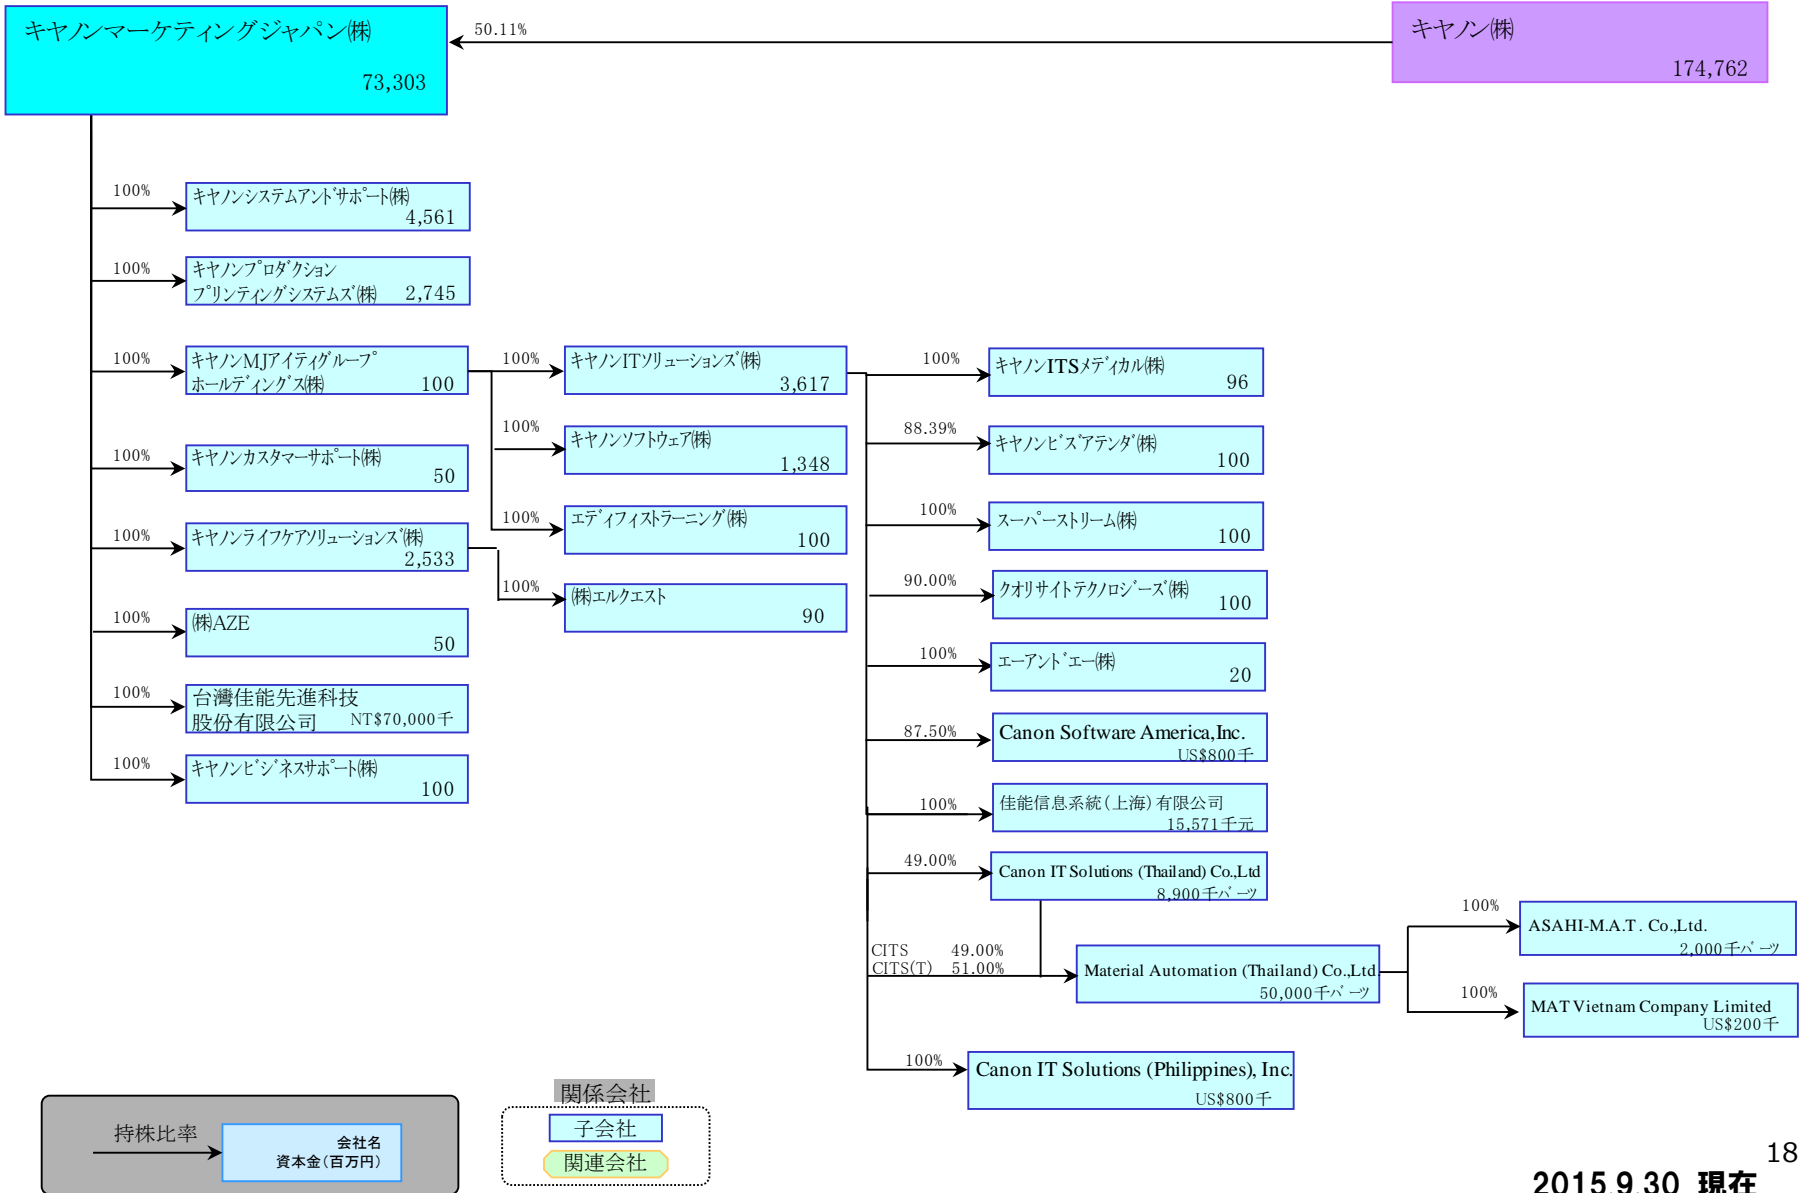 キヤノンマーケティングジャパン㈱
73,303
50.11%
キヤノン㈱
174,762
100%
キヤノンシステムアンドサポート㈱
4,561
100%
キヤノンプロダクション
プリンティングシステムズ㈱ 2,745
100%
キヤノンMJアイティグループ
ホールディングス㈱ 100
100%
キヤノンカスタマーサポート㈱
50
100%
キヤノンライフケアソリューションズ㈱
2,533
100%
㈱AZE
50
100%
台灣佳能先進科技
股份有限公司 NT$70,000千
100%
キヤノンビジネスサポート㈱
100
100%
キヤノンITソリューションズ㈱
3,617
100%
キヤノンソフトウェア㈱
1,348
100%
エディフィストラーニング㈱
100
100%
㈱エルクエスト
90
100%
キヤノンITSメディカル㈱
96
88.39%
キヤノンビズアテンダ㈱
100
100%
スーパーストリーム㈱
100
90.00%
クオリサイトテクノロジーズ㈱
100
100%
エーアンドエー㈱
20
87.50%
Canon Software America,Inc.
US$800千
100%
佳能信息系統(上海)有限公司
15,571千元
49.00%
Canon IT Solutions (Thailand) Co.,Ltd
8,900千バーツ
CITS 49.00%
CITS(T) 51.00%
Material Automation (Thailand) Co.,Ltd.
50,000千バーツ
100%
ASAHI-M.A.T. Co.,Ltd.
2,000千バーツ
100%
MAT Vietnam Company Limited
US$200千
100%
Canon IT Solutions (Philippines), Inc.
US$800千
持株比率
会社名
資本金(百万円)
関係会社
子会社
関連会社
18
2015.9.30 現在